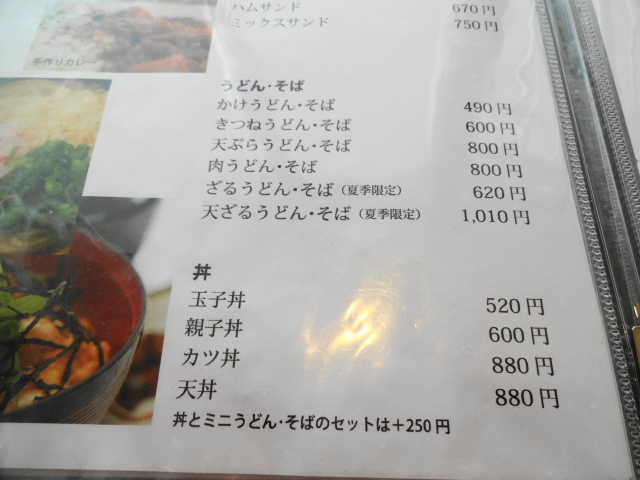 ハムサンド 670円
ミックスサンド 750円
手作りカレー
うどん・そば
かけうどん・そば 490円
きつねうどん・そば 600円
天ぷらうどん・そば 800円
肉うどん・そば 800円
ざるうどん・そば（夏季限定） 620円
天ざるうどん・そば（夏季限定） 1,010円
丼
玉子丼 520円
親子丼 600円
カツ丼 880円
天丼 880円
丼とミニうどん・そばのセットは＋250円